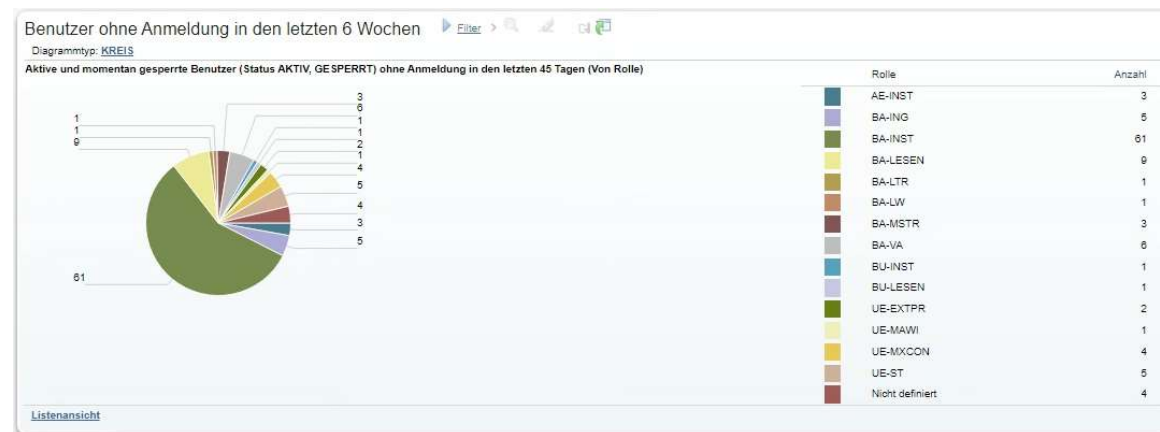 Benutzer ohne Anmeldung in den letzten 6 Wochen Filter >
Diagrammtyp: KREIS
Aktive und momentan gesperrte Benutzer (Status AKTIV, GESPERRT) ohne Anmeldung in den letzten 45 Tagen (Von Rolle)
3
6
1
1
2
1
4
5
4
3
5
1
1
9
61
Rolle Anzahl
AE-INST 3
BA-ING 5
BA-INST 61
BA-LESEN 9
BA-LTR 1
BA-LW 1
BA-MSTR 3
BA-VA 6
BU-INST 1
BU-LESEN 1
UE-EXTPR 2
UE-MAWI 1
UE-MXCON 4
UE-ST 5
Nicht definiert 4
Listenansicht